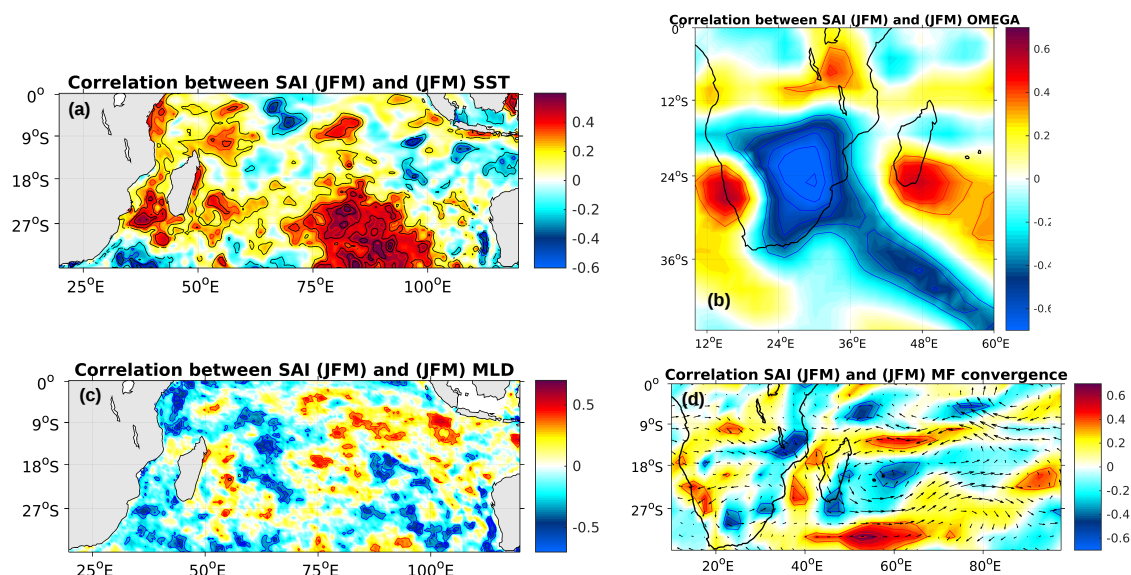 Correlation between SAI (JFM) and (JFM) SST
(a)
0°
9°S
18°S
27°S
25°E
50°E
75°E
100°E
0.4
0.2
0
-0.2
-0.4
-0.6
Correlation between SAI (JFM) and (JFM) OMEGA
(b)
0°
12°S
24°S
36°S
12°E
24°E
36°E
48°E
60°E
0.6
0.4
0.2
0
-0.2
-0.4
-0.6
Correlation between SAI (JFM) and (JFM) MLD
(c)
0°
9°S
18°S
27°S
25°E
50°E
75°E
100°E
0.5
0
-0.5
Correlation SAI (JFM) and (JFM) MF convergence
(d)
0°
9°S
18°S
27°S
20°E
40°E
60°E
80°E
0.6
0.4
0.2
0
-0.2
-0.4
-0.6